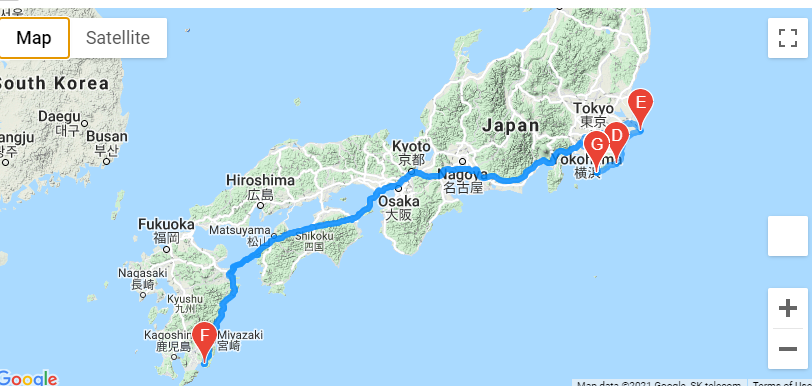 Map
Satellite
South Korea
Daegu
대구
Busan
부산
Tokyo
東京
E
D
G
Yokohama
横浜
Japan
Kyoto
京都
Nagoya
名古屋
Osaka
大阪
Hiroshima
広島
Matsuyama
松山
Shikoku
四国
Fukuoka
福岡
Nagasaki
長崎
Kyushu
九州
Kagoshi
鹿児島
F
Miyazaki
宮崎
Google
Map data ©2021 Google, SK telecom
Terms of Use